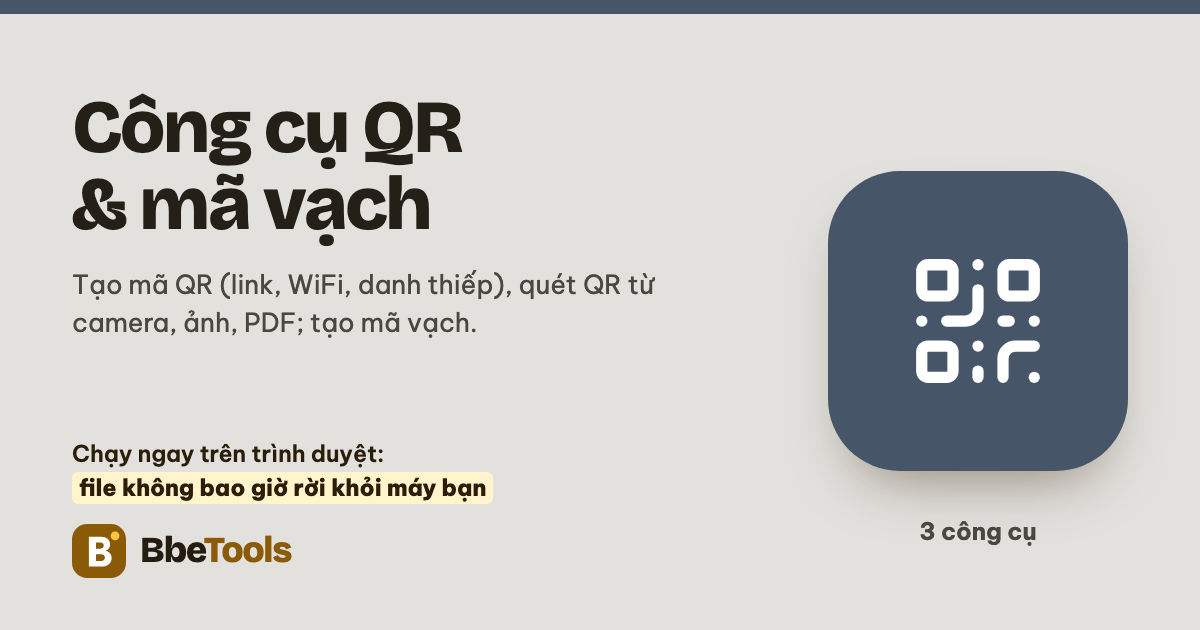 Công cụ QR
& mã vạch
Tạo mã QR (link, WiFi, danh thiếp), quét QR từ
camera, ảnh, PDF; tạo mã vạch.
Chạy ngay trên trình duyệt:
file không bao giờ rời khỏi máy bạn
B BbeTools
3 công cụ